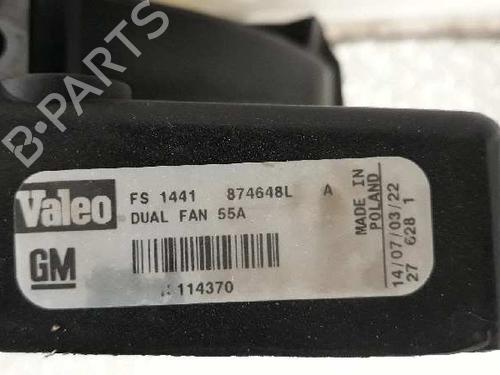 B-PARTS
Valeo
FS 1441 874648L A
DUAL FAN 55A
GM
114370
MADE IN
POLAND
14/07/03/22
27 628 1